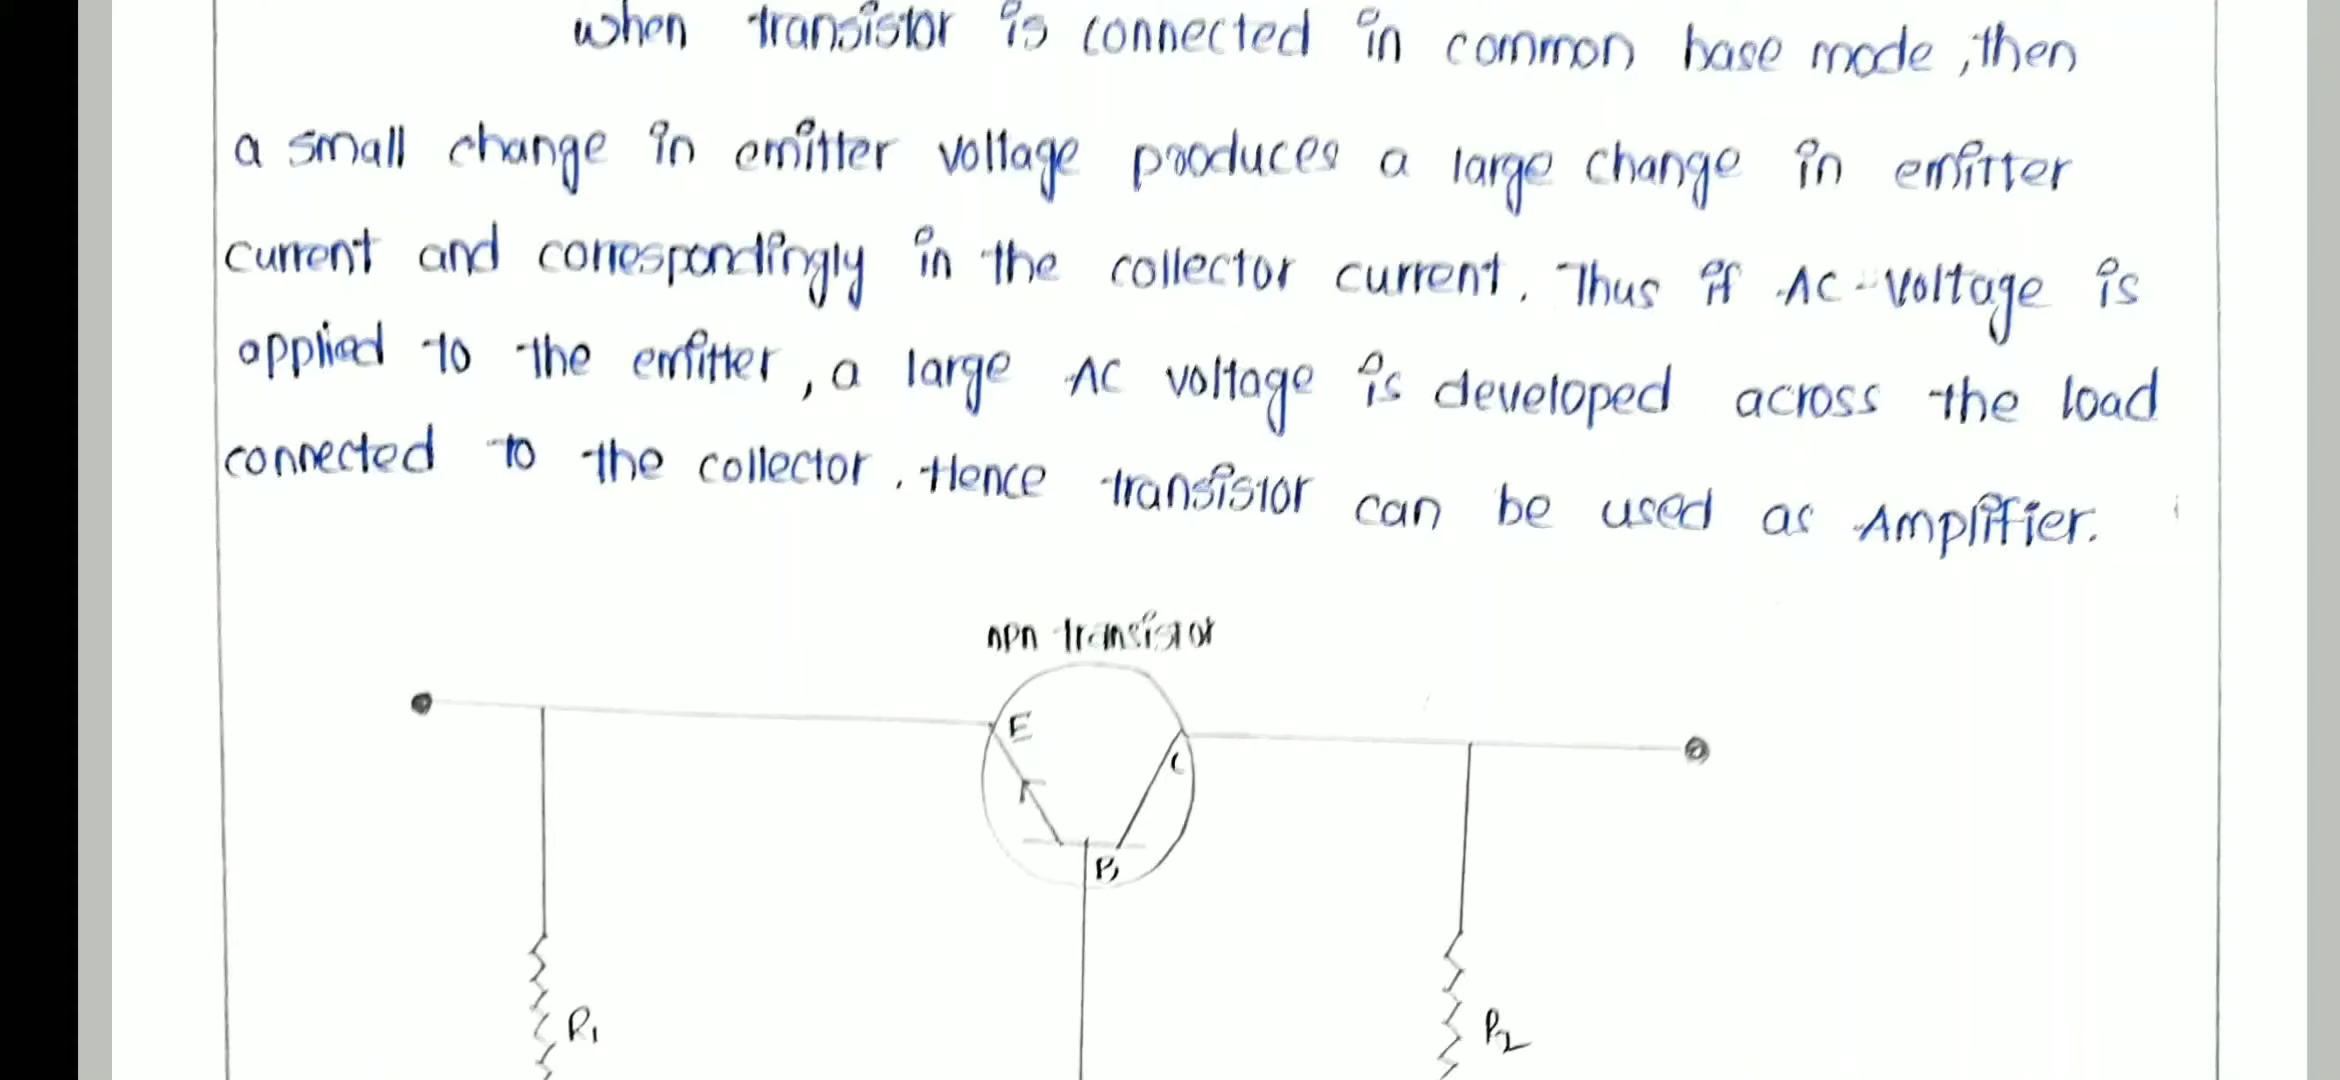 when transistor is connected in common base mode, then
a small change in emitter voltage produces a large change in emitter
current and correspondingly in the collector current. Thus if AC-Voltage is
applied to the emitter, a large AC voltage is developed across the load
connected to the collector. Hence transistor can be used as Amplifier.
npn transistor
E
C
B
R1
R2